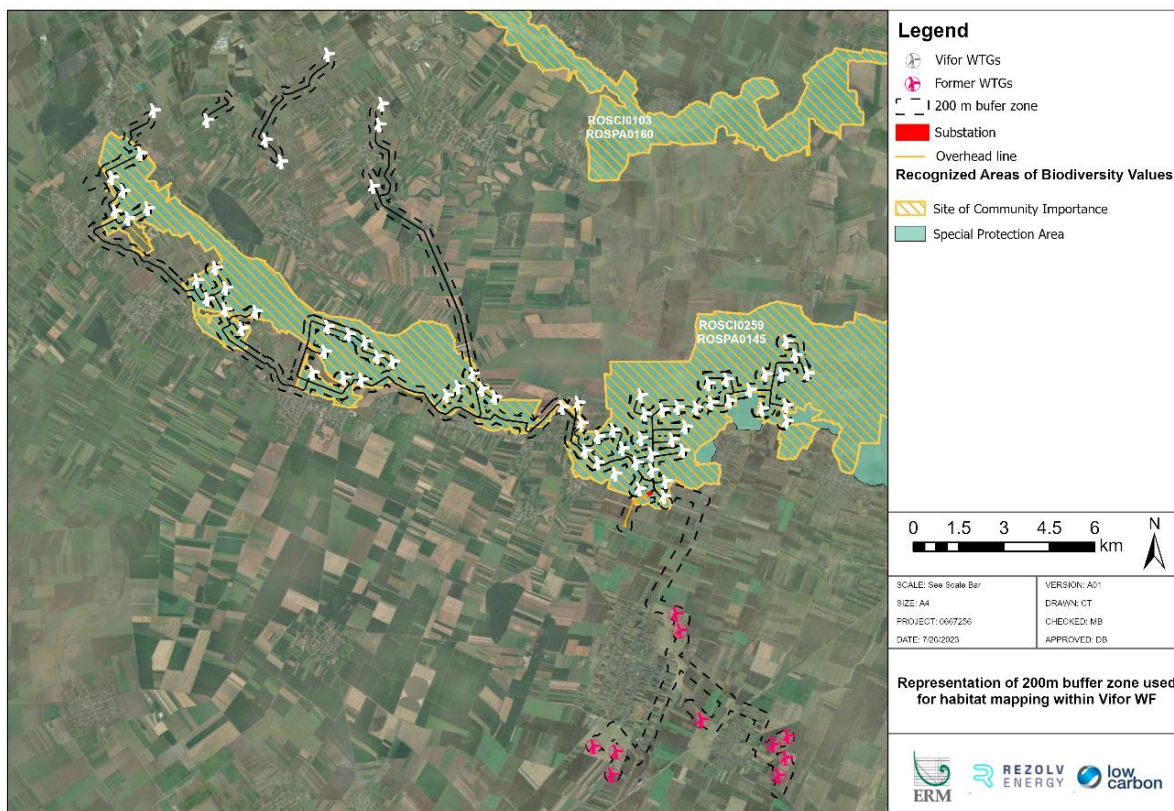 ROSCI0103
ROSPA0160
ROSCI0259
ROSPA0145
Legend
Vifor WTGs
Former WTGs
200 m bufer zone
Substation
Overhead line
Recognized Areas of Biodiversity Values
Site of Community Importance
Special Protection Area
0 1.5 3 4.5 6
km
N
SCALE: See Scale Bar
VERSION: A01
SIZE: A4
DRAWN: CT
PROJECT: 0667256
CHECKED: MB
DATE: 7/20/2023
APPROVED: DB
Representation of 200m buffer zone used
for habitat mapping within Vifor WF
ERM
REZOLV
ENERGY
low
carbon